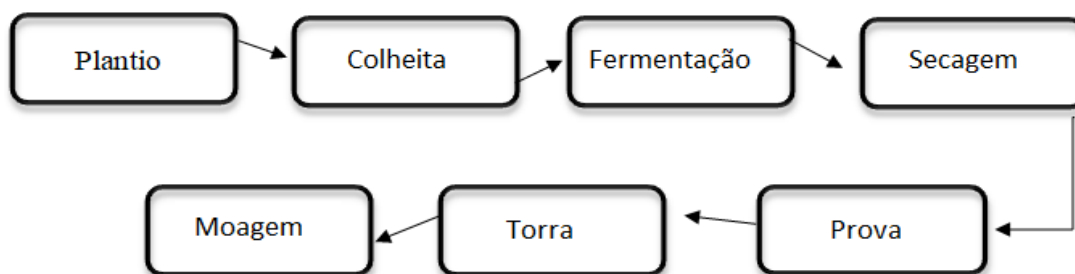 Plantio
Colheita
Fermentação
Secagem
Prova
Torra
Moagem